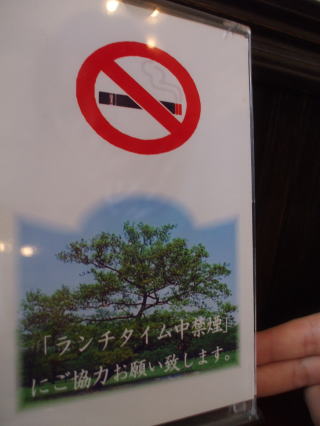 「ランチタイム中禁煙」
にご協力お願い致します。